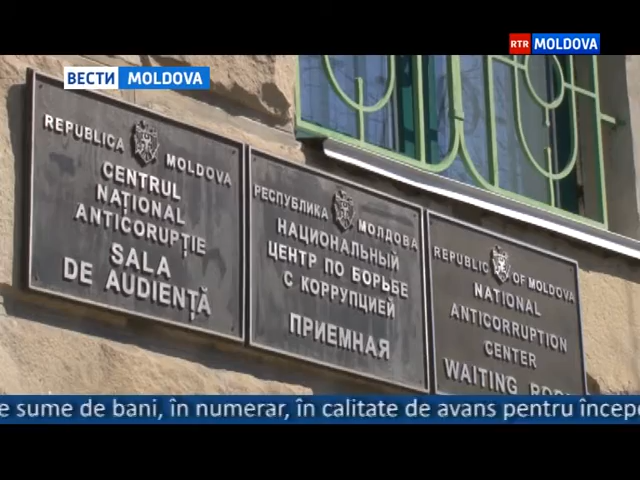 RTR MOLDOVA
ВЕСТИ MOLDOVA
REPUBLICA MOLDOVA
CENTRUL
NAȚIONAL
ANTICORUPȚIE
SALA
DE AUDIENȚĂ
РЕСПУБЛИКА МОЛДОВА
НАЦИОНАЛЬНЫЙ
ЦЕНТР ПО БОРЬБЕ
С КОРРУПЦИЕЙ
ПРИЕМНАЯ
REPUBLIC OF MOLDOVA
NATIONAL
ANTICORRUPTION
CENTER
WAITING
sume de bani, în numerar, în calitate de avans pentru